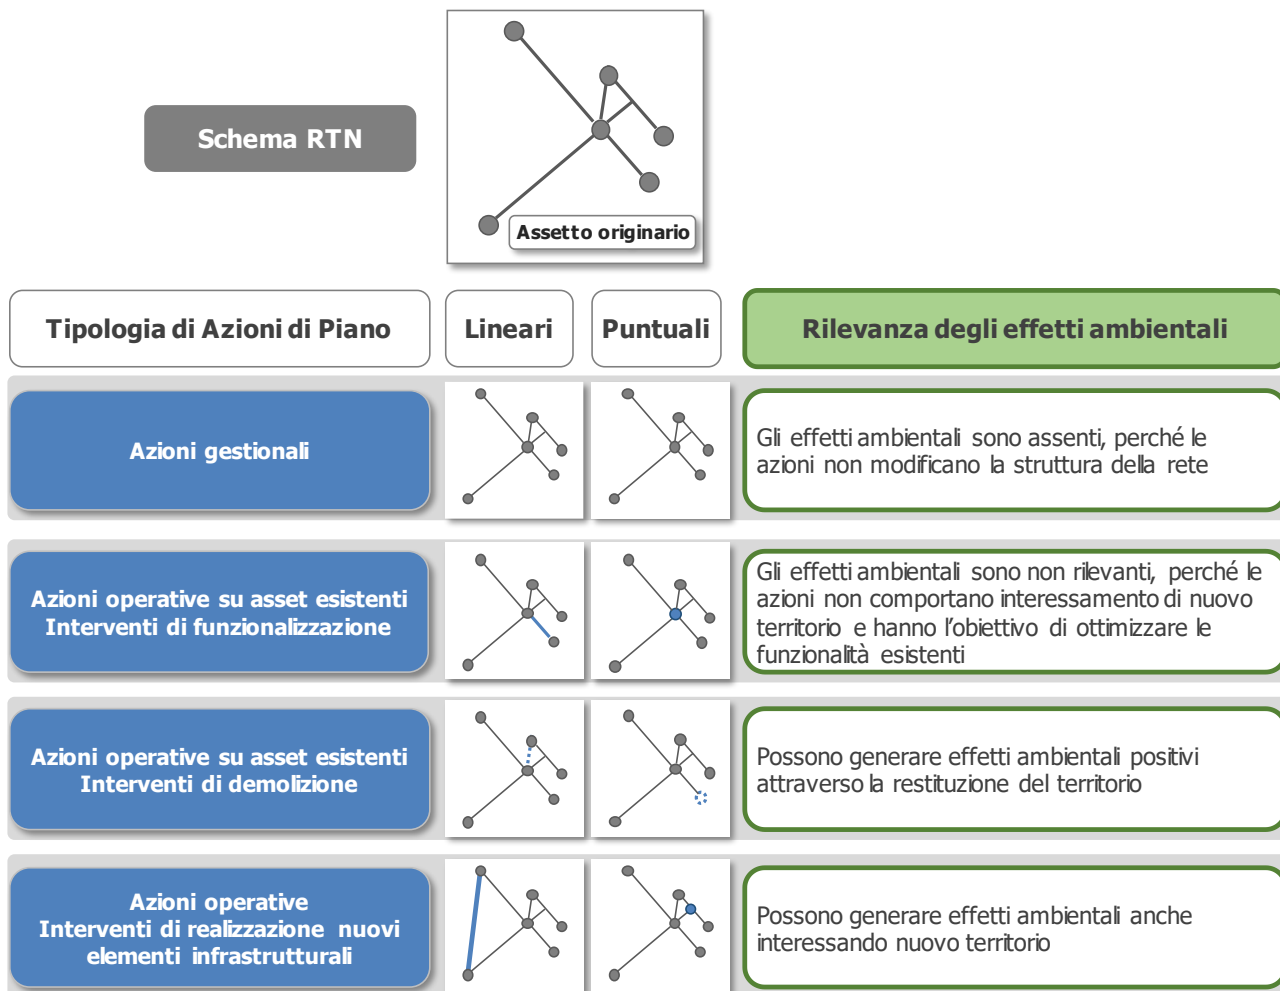 Schema RTN
Assetto originario
Tipologia di Azioni di Piano
Lineari
Puntuali
Rilevanza degli effetti ambientali
Azioni gestionali
Gli effetti ambientali sono assenti, perché le
azioni non modificano la struttura della rete
Azioni operative su asset esistenti
Interventi di funzionalizzazione
Gli effetti ambientali sono non rilevanti, perché le
azioni non comportano interessamento di nuovo
territorio e hanno l’obiettivo di ottimizzare le
funzionalità esistenti
Azioni operative su asset esistenti
Interventi di demolizione
Possono generare effetti ambientali positivi
attraverso la restituzione del territorio
Azioni operative
Interventi di realizzazione nuovi
elementi infrastrutturali
Possono generare effetti ambientali anche
interessando nuovo territorio